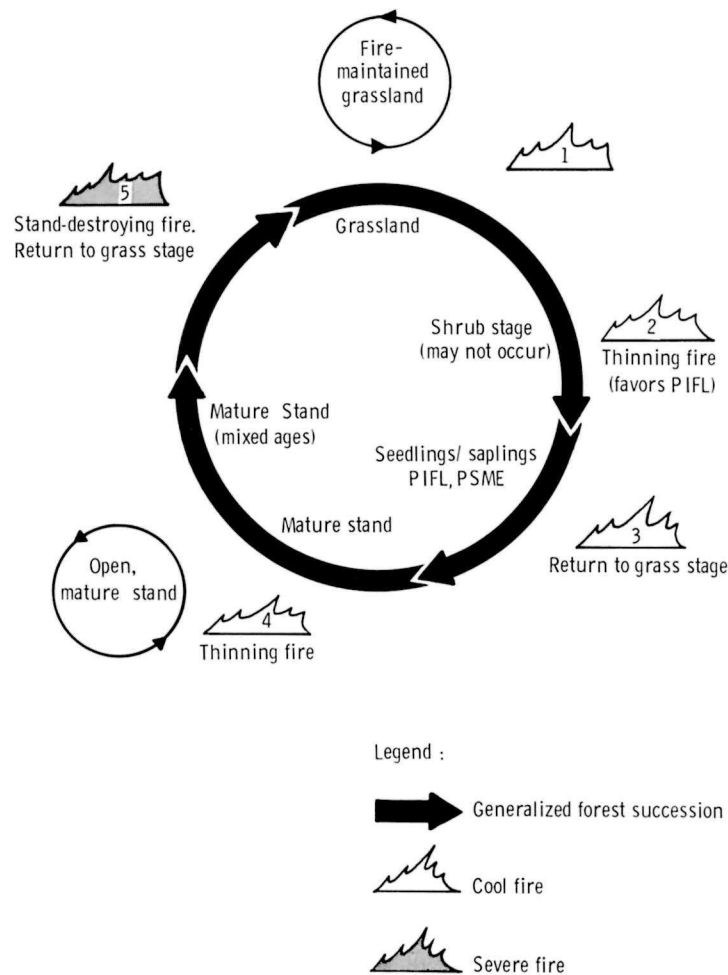 Fire-
maintained
grassland
1
5
Stand-destroying fire.
Return to grass stage
Grassland
2
Thinning fire
(favors PIFL)
Shrub stage
(may not occur)
Mature Stand
(mixed ages)
Seedlings/ saplings
PIFL, PSME
Mature stand
3
Return to grass stage
Open,
mature stand
4
Thinning fire
Legend :
Generalized forest succession
Cool fire
Severe fire